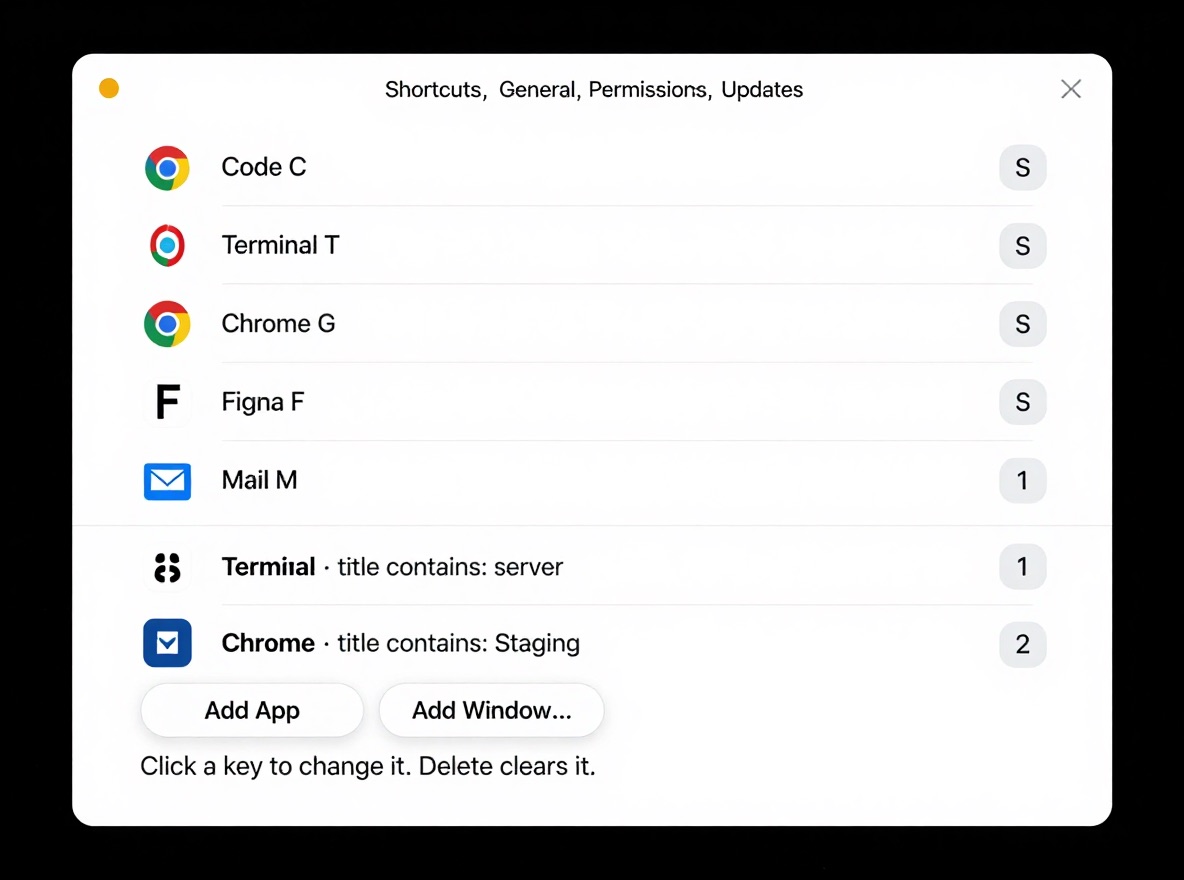 Shortcuts, General, Permissions, Updates
Code C S
Terminal T S
Chrome G S
F Figna F S
Mail M 1
Termiıal · title contains: server 1
Chrome · title contains: Staging 2
Add App Add Window...
Click a key to change it. Delete clears it.